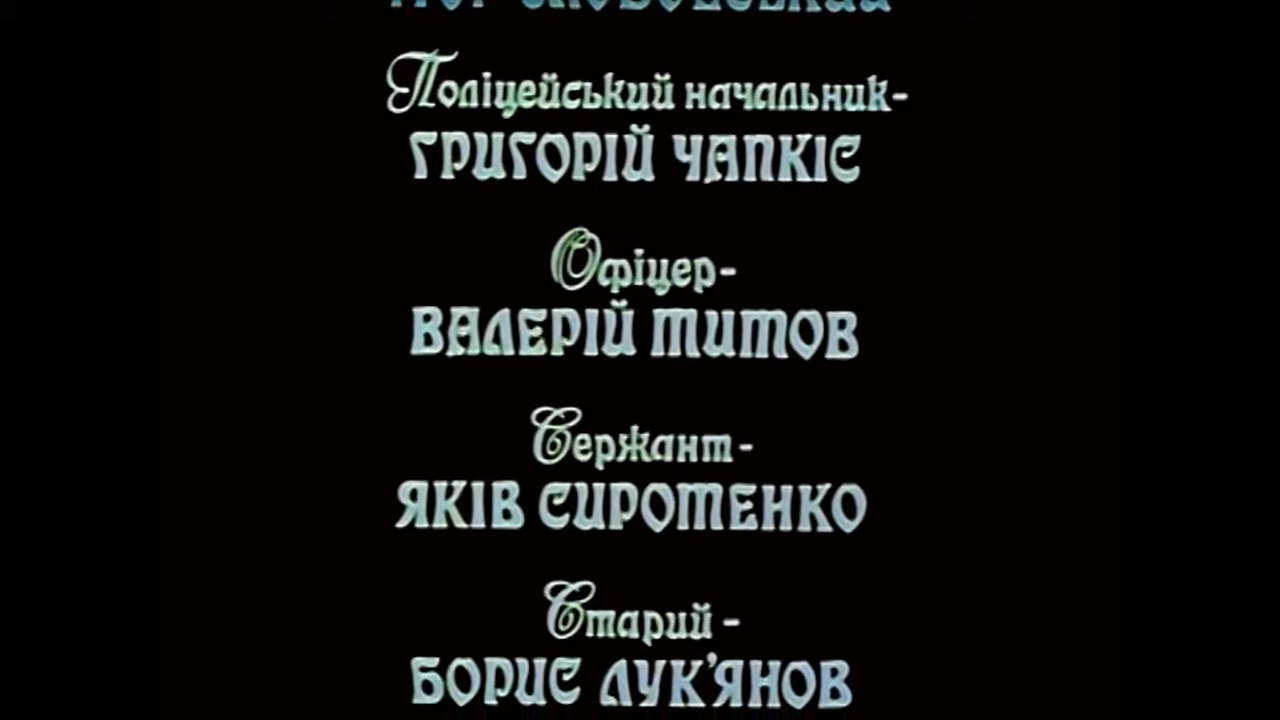 Поліцейський начальник-
ГРИГОРІЙ ЧАПКІС
Офіцер-
ВАЛЕРІЙ ТИТОВ
Сержант-
ЯКІВ СИРОТЕНКО
Старий -
БОРИС ЛУК'ЯНОВ